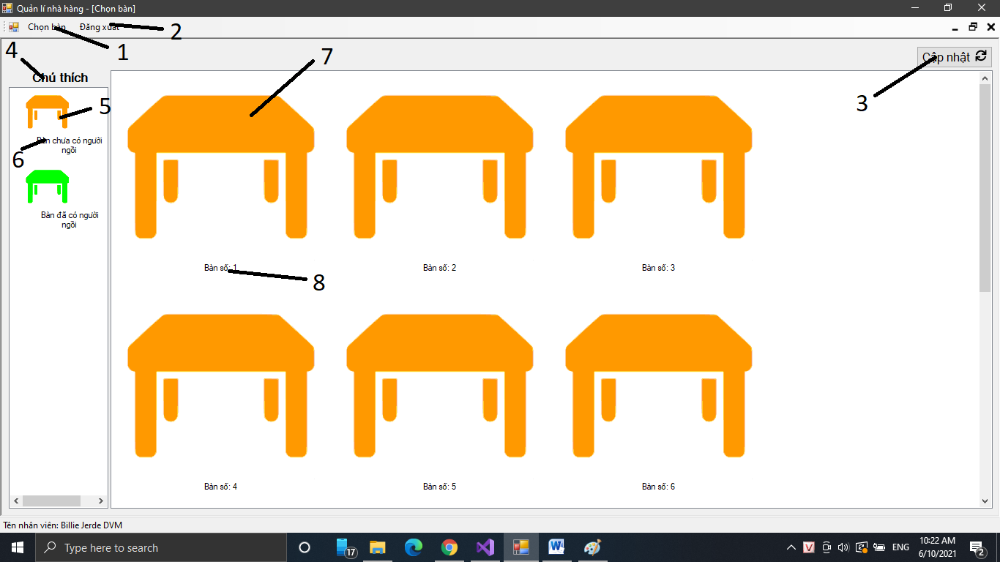 Quản lí nhà hàng - [Chọn bàn]
Chọn bàn Đăng xuất
2
1
4
7
Cập nhật
Chú thích
3
5
Bàn chưa có người
ngồi
6
Bàn đã có người
ngồi
Bàn số: 1
Bàn số: 2
Bàn số: 3
8
Bàn số: 4
Bàn số: 5
Bàn số: 6
Tên nhân viên: Billie Jerde DVM
Type here to search
17
V
ENG
10:22 AM
6/10/2021
2